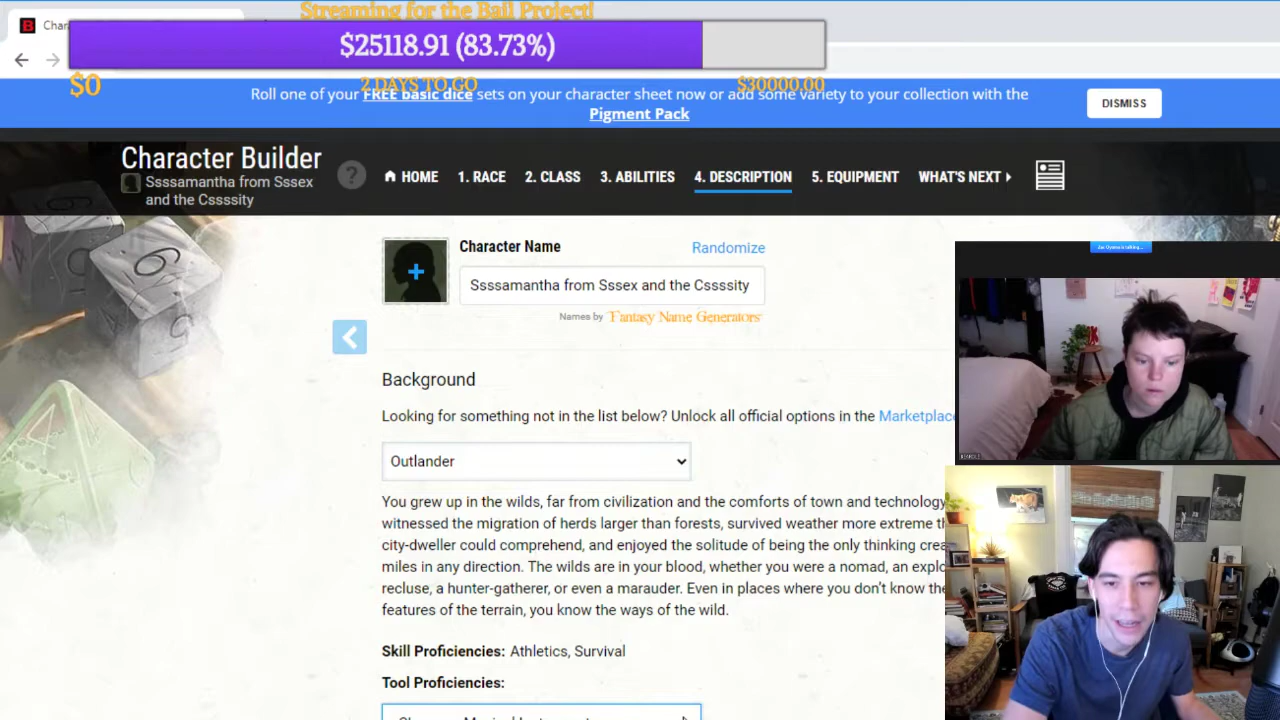 Streaming for the Bail Project!
Char
$25118.91 (83.73%)
$0
2 DAYS TO GO
$30000.00
Roll one of your FREE basic dice sets on your character sheet now or add some variety to your collection with the
Pigment Pack
DISMISS
Character Builder
Ssssamantha from Sssex
and the Cssssity
?
HOME
1. RACE
2. CLASS
3. ABILITIES
4. DESCRIPTION
5. EQUIPMENT
WHAT'S NEXT
Character Name
Randomize
Ssssamantha from Sssex and the Cssssity
Names by Fantasy Name Generators
Background
Looking for something not in the list below? Unlock all official options in the Marketplace
Outlander
You grew up in the wilds, far from civilization and the comforts of town and technology
witnessed the migration of herds larger than forests, survived weather more extreme
city-dweller could comprehend, and enjoyed the solitude of being the only thinking
miles in any direction. The wilds are in your blood, whether you were a nomad, an
recluse, a hunter-gatherer, or even a marauder. Even in places where you don't know the
features of the terrain, you know the ways of the wild.
Skill Proficiencies: Athletics, Survival
Tool Proficiencies: